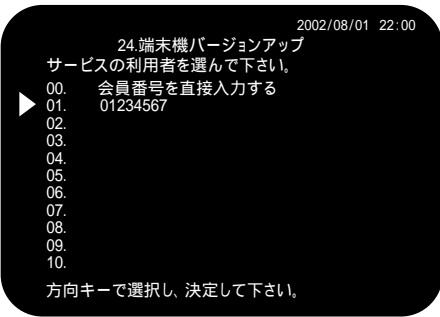 2002/08/01 22:00
24.端末機バージョンアップ
サービスの利用者を選んで下さい。
00. 会員番号を直接入力する
01. 01234567
02.
03.
04.
05.
06.
07.
08.
09.
10.
方向キーで選択し、決定して下さい。